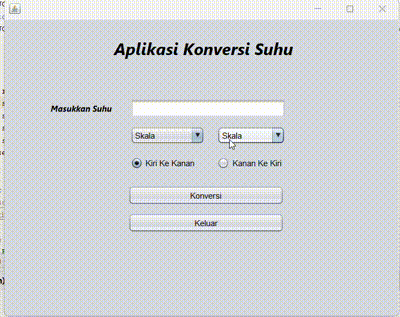 Aplikasi Konversi Suhu
Masukkan Suhu
Skala Skala
Kiri Ke Kanan Kanan Ke Kiri
Konversi
Keluar